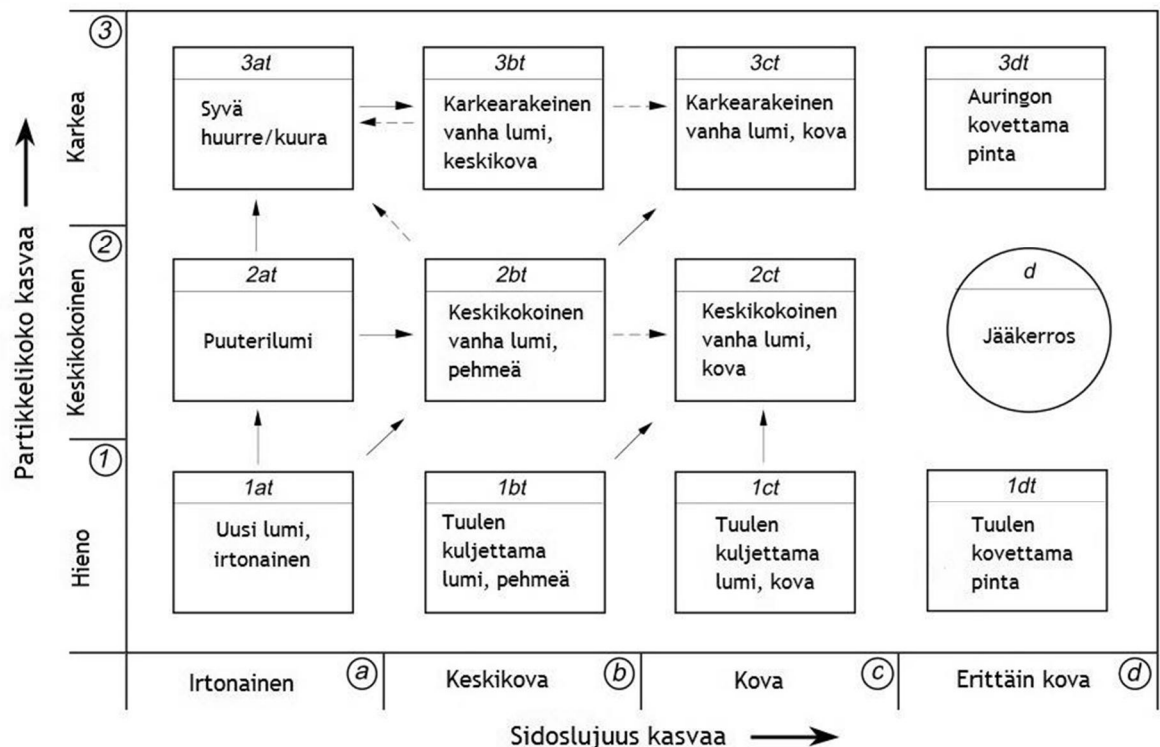 Partikkelikoko kasvaa
3
Karkea
3at
Syvä
huurre/kuura
3bt
Karkearakeinen
vanha lumi,
keskikova
3ct
Karkearakeinen
vanha lumi, kova
3dt
Auringon
kovettama
pinta
2
Keskikokoinen
2at
Puuterilumi
2bt
Keskikokoinen
vanha lumi,
pehmeä
2ct
Keskikokoinen
vanha lumi,
kova
d
Jääkerros
1
Hieno
1at
Uusi lumi,
irtonainen
1bt
Tuulen
kuljettama
lumi, pehmeä
1ct
Tuulen
kuljettama
lumi, kova
1dt
Tuulen
kovettama
pinta
Irtonainen
a
Keskikova
b
Kova
c
Erittäin kova
d
Sidoslujuus kasvaa